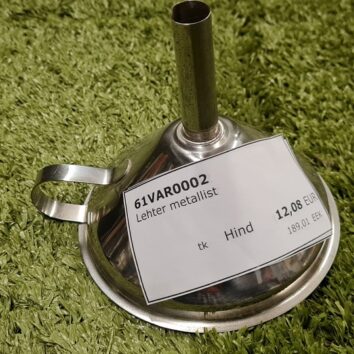 61VAR0002
Lehter metallist
tk Hind 12,08 EUR
189.01 EEK